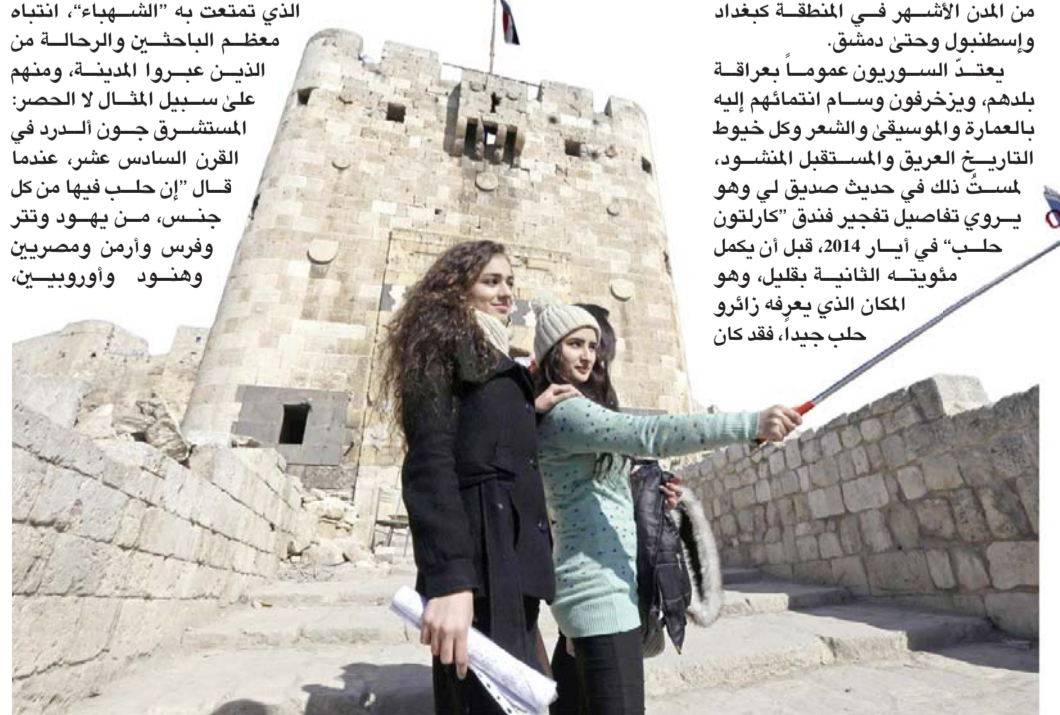 من المدن الأشهر في المنطقة كبغداد
وإسطنبول وحتىٰ دمشق.
يعتدّ السوريون عموماً بعراقة
بلدهم، ويزخرفون وسام انتمائهم إليه
بالعمارة والموسيقىٰ والشعر وكل خيوط
التاريخ العريق والمستقبل المنشود،
لمستُ ذلك في حديث صديق لي وهو
يروي تفاصيل تفجير فندق ”كارلتون
حلب“ في أيار 2014، قبل أن يكمل
مئويته الثانية بقليل، وهو
المكان الذي يعرفه زائرو
حلب جيداً، فقد كان
الذي تمتعت به ”الشهباء“، انتباه
معظم الباحثين والرحالة من
الذين عبروا المدينة، ومنهم
علىٰ سبيل المثال لا الحصر:
المستشرق جون ألدرد في
القرن السادس عشر، عندما
قال ”إن حلب فيها من كل
جنس، من يهود وتتر
وفرس وأرمن ومصريين
وهنود وأوروبيين،